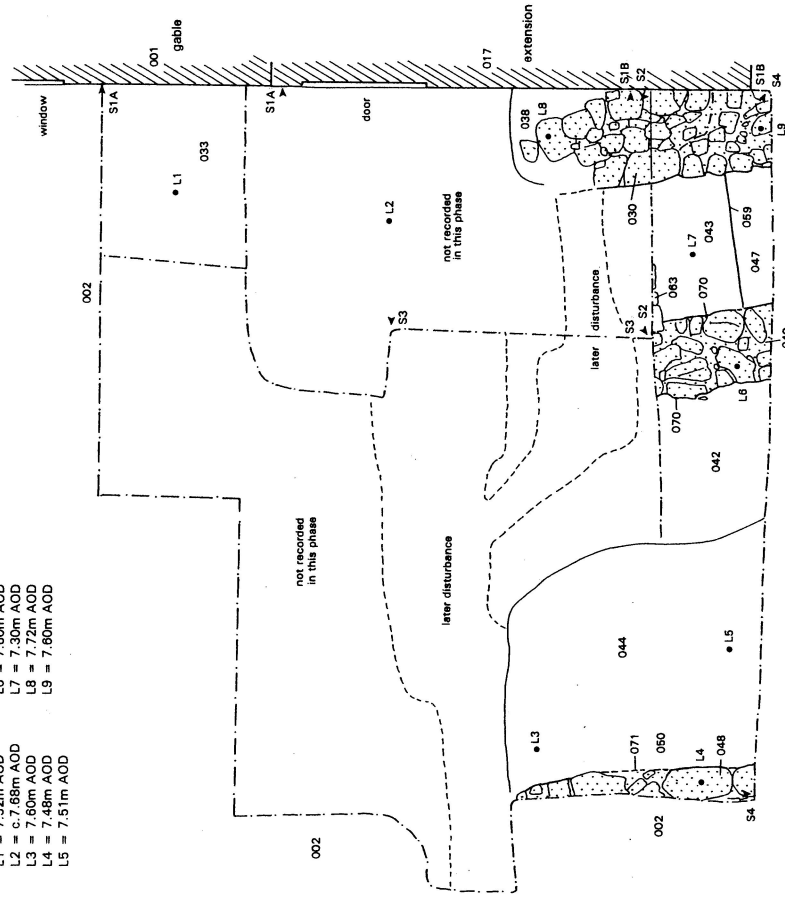 L1 = AOD
L2 = c.7.68m AOD
L3 = 7.60m AOD
L4 = 7.48m AOD
L5 = 7.51m AOD
L6 = AOD
L7 = 7.30m AOD
L8 = 7.72m AOD
L9 = 7.60m AOD
window
001
gable
S1A
S1A
door
017
extension
S1B
S2
S1B
S4
002
033
L1
L2
not recorded
in this phase
038
L8
030
L9
S3
later disturbance
S3
S2
063
L7
043
070
059
047
070
L6
not recorded
in this phase
later disturbance
042
044
L5
L3
071
050
L4
048
S4
002
002